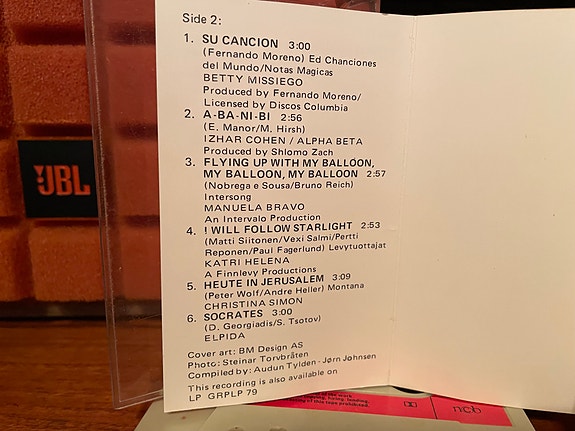 Side 2:
1. SU CANCION 3:00
(Fernando Moreno) Ed Chanciones
del Mundo/Notas Magicas
BETTY MISSIEGO
Produced by Fernando Moreno/
Licensed by Discos Columbia
2. A-BA-NI-BI 2:56
(E. Manor/M. Hirsh)
IZHAR COHEN / ALPHA BETA
Produced by Shlomo Zach
3. FLYING UP WITH MY BALLOON,
MY BALLOON, MY BALLOON 2:57
(Nobrega e Sousa/Bruno Reich)
Intersong
MANUELA BRAVO
An Intervalo Production
4. ! WILL FOLLOW STARLIGHT 2:53
(Matti Siitonen/Vexi Salmi/Pertti
Reponen/Paul Fagerlund) Levytuottajat
KATRI HELENA
A Finnlevy Productions
5. HEUTE IN JERUSALEM 3:09
(Peter Wolf/Andre Heller) Montana
CHRISTINA SIMON
6. SOCRATES 3:00
(D. Georgiadis/S. Tsotov)
ELPIDA
Cover art: BM Design AS
Photo: Steinar Torvbråten
Compiled by: Audun Tylden - Jørn Johnsen
This recording is also available on
LP GRPLP 79
JBL
of this tape prohibited.
ncb